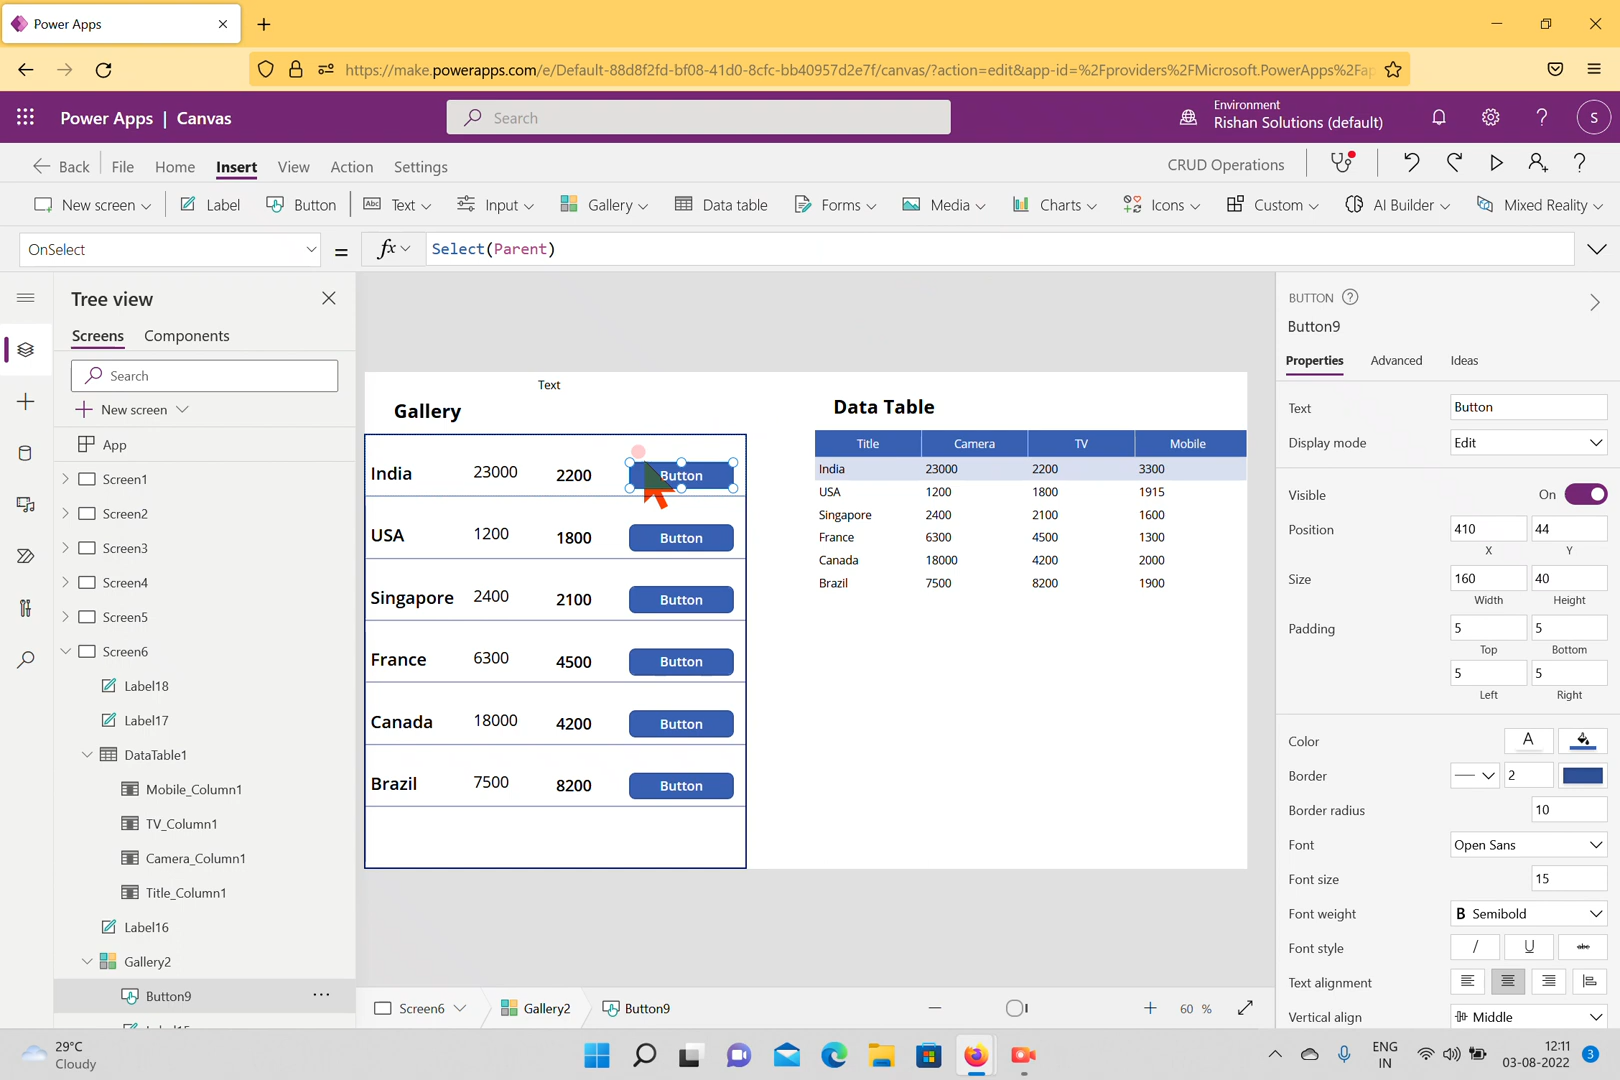 Power Apps
https://make.powerapps.com/e/Default-88d8f2fd-bf08-41d0-8cfc-bb40957d2e7f/canvas/?action=edit&app-id=%2Fproviders%2FMicrosoft.PowerApps%2Fap
Power Apps | Canvas
Search
Environment
Rishan Solutions (default)
S
Back
File
Home
Insert
View
Action
Settings
CRUD Operations
New screen
Label
Button
Text
Input
Gallery
Data table
Forms
Media
Charts
Icons
Custom
AI Builder
Mixed Reality
OnSelect
=
fx
Select(Parent)
Tree view
Screens
Components
Search
New screen
App
Screen1
Screen2
Screen3
Screen4
Screen5
Screen6
Label18
Label17
DataTable1
Mobile_Column1
TV_Column1
Camera_Column1
Title_Column1
Label16
Gallery2
Button9
Text
Gallery
India 23000 2200 Button
USA 1200 1800 Button
Singapore 2400 2100 Button
France 6300 4500 Button
Canada 18000 4200 Button
Brazil 7500 8200 Button
Data Table
Title Camera TV Mobile
India 23000 2200 3300
USA 1200 1800 1915
Singapore 2400 2100 1600
France 6300 4500 1300
Canada 18000 4200 2000
Brazil 7500 8200 1900
Screen6
Gallery2
Button9
60 %
BUTTON
Button9
Properties
Advanced
Ideas
Text Button
Display mode Edit
Visible On
Position 410 44
X Y
Size 160 40
Width Height
Padding 5 5
Top Bottom
5 5
Left Right
Color A
Border 2
Border radius 10
Font Open Sans
Font size 15
Font weight B Semibold
Font style / U abc
Text alignment
Vertical align Middle
29°C
Cloudy
ENG
IN
12:11
03-08-2022
3